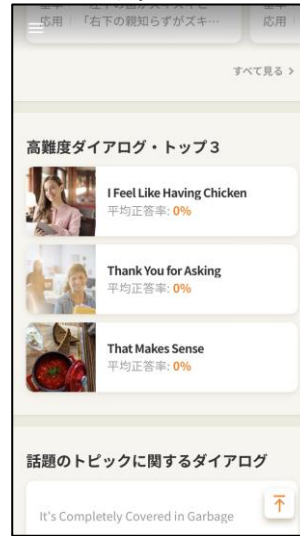 応用 「右下の親知らずがズキ…
応用
すべて見る >
高難度ダイアログ・トップ３
I Feel Like Having Chicken
平均正答率: 0%
Thank You for Asking
平均正答率: 0%
That Makes Sense
平均正答率: 0%
話題のトピックに関するダイアログ
It's Completely Covered in Garbage